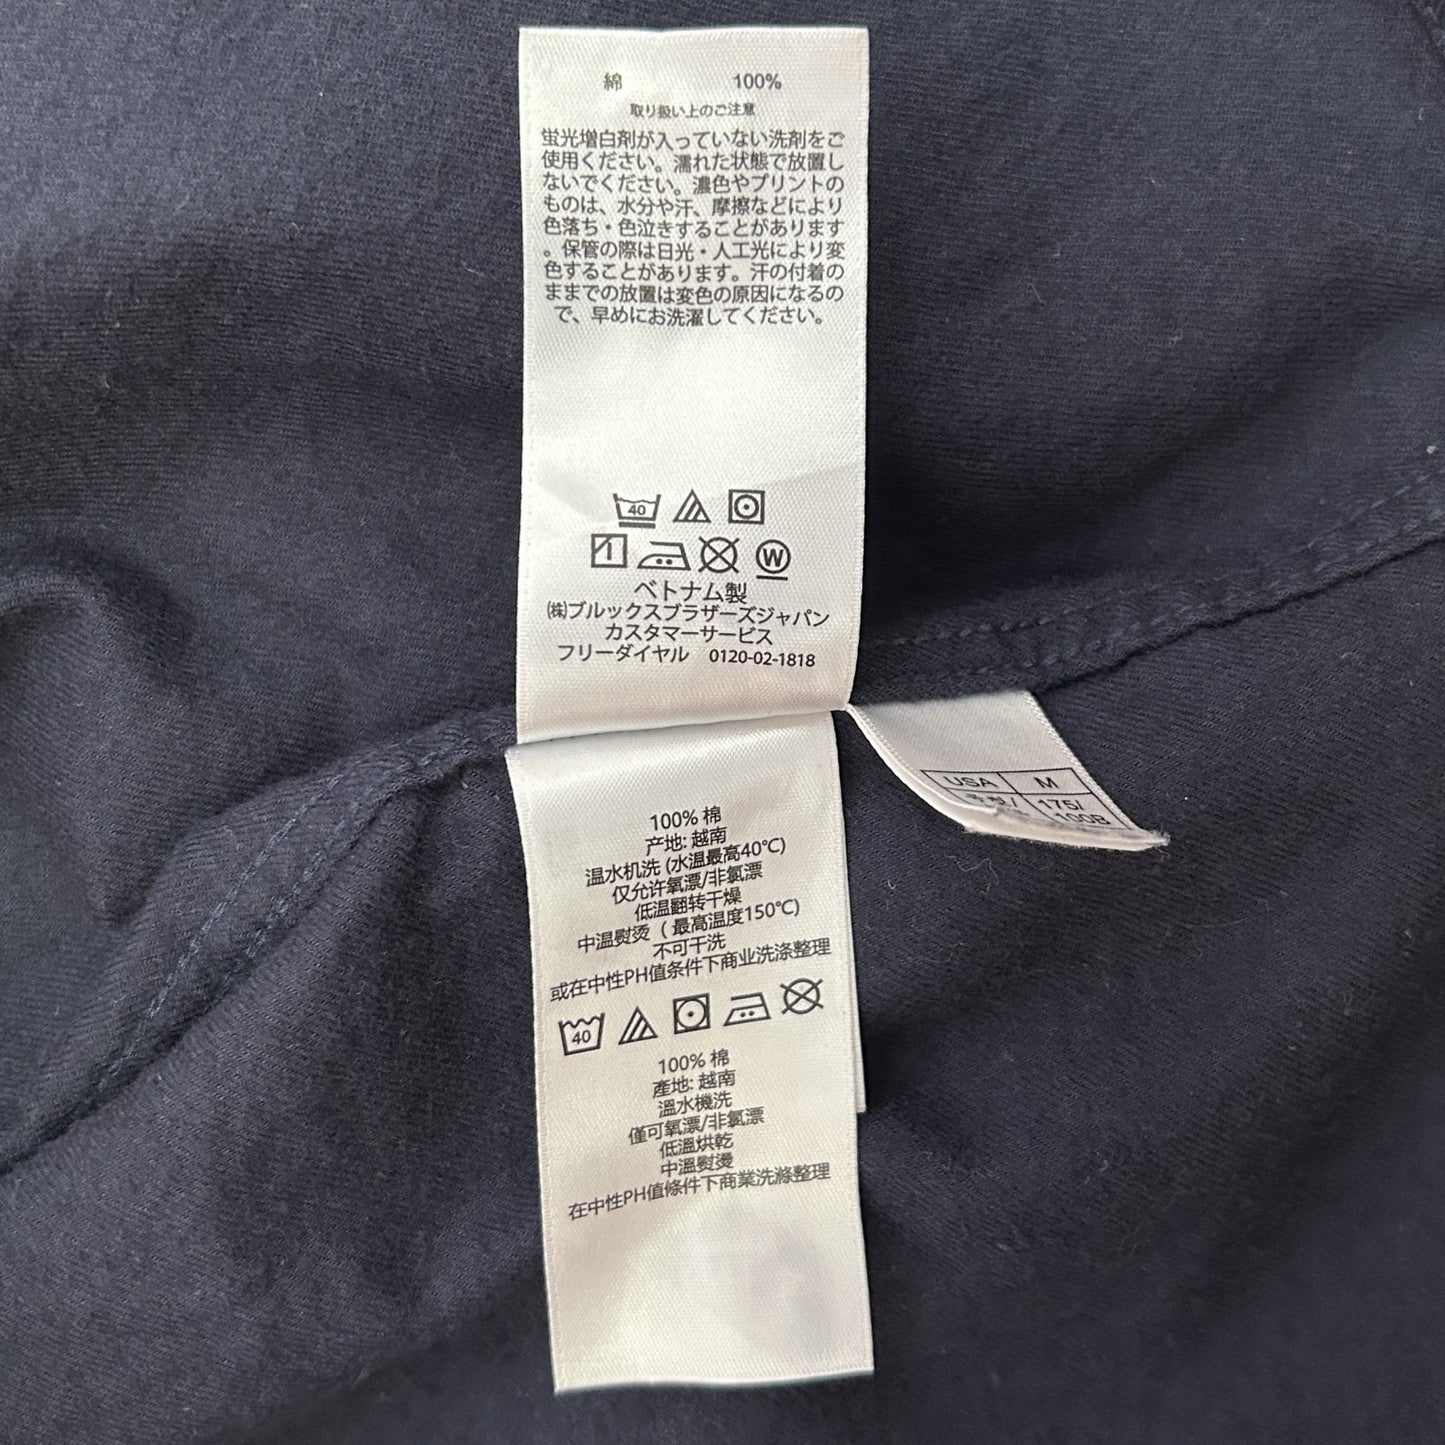 綿 100%
取り扱い上のご注意
蛍光増白剤が入っていない洗剤をご
使用ください。濡れた状態で放置し
ないでください。濃色やプリントの
ものは、水分や汗、摩擦などにより
色落ち・色泣きすることがあります
。保管の際は日光・人工光により変
色することがあります。汗の付着の
ままでの放置は変色の原因になるの
で、早めにお洗濯してください。
40
W
ベトナム製
㈱ブルックスブラザーズジャパン
カスタマーサービス
フリーダイヤル 0120-02-1818
USA M
175/
100B
100% 棉
产地: 越南
温水机洗 (水温最高40℃)
仅允许氧漂/非氯漂
低温翻转干燥
中温熨烫 ( 最高温度150℃)
不可干洗
或在中性PH值条件下商业洗涤整理
40
100% 棉
產地: 越南
溫水機洗
僅可氧漂/非氯漂
低溫烘乾
中溫熨燙
在中性PH值條件下商業洗滌整理